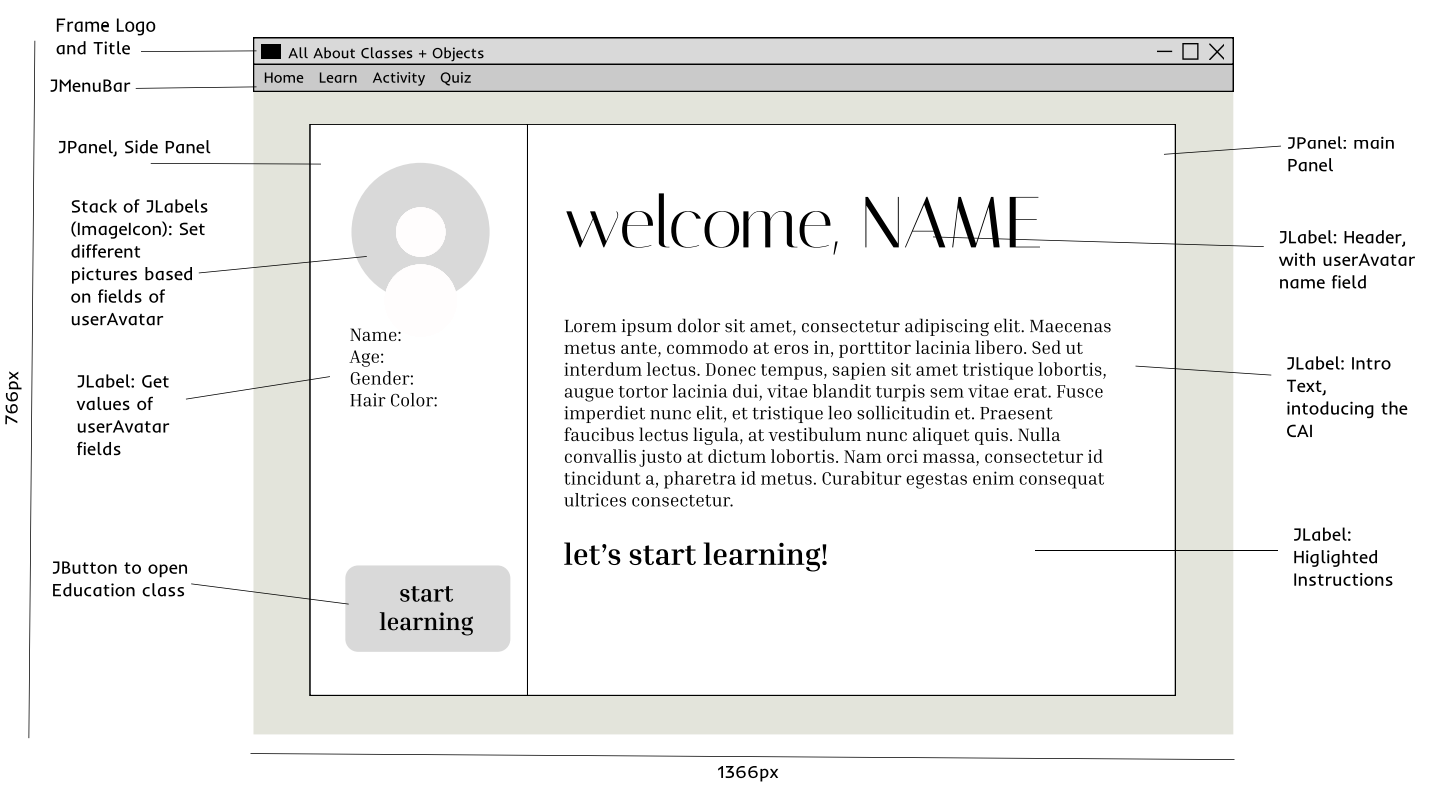 Frame Logo
and Title
All About Classes + Objects
JMenuBar
Home Learn Activity Quiz
766px
JPanel, Side Panel
Stack of JLabels
(ImageIcon): Set
different
pictures based
on fields of
userAvatar
JLabel: Get
values of
userAvatar
fields
JButton to open
Education class
Name:
Age:
Gender:
Hair Color:
start
learning
welcome, NAME
Lorem ipsum dolor sit amet, consectetur adipiscing elit. Maecenas
metus ante, commodo at eros in, porttitor lacinia libero. Sed ut
interdum lectus. Donec tempus, sapien sit amet tristique lobortis,
augue tortor lacinia dui, vitae blandit turpis sem vitae erat. Fusce
imperdiet nunc elit, et tristique leo sollicitudin et. Praesent
faucibus lectus ligula, at vestibulum nunc aliquet quis. Nulla
convallis justo at dictum lobortis. Nam orci massa, consectetur id
tincidunt a, pharetra id metus. Curabitur egestas enim consequat
ultrices consectetur.
let’s start learning!
JPanel: main
Panel
JLabel: Header,
with userAvatar
name field
JLabel: Intro
Text,
intoducing the
CAI
JLabel:
Higlighted
Instructions
1366px